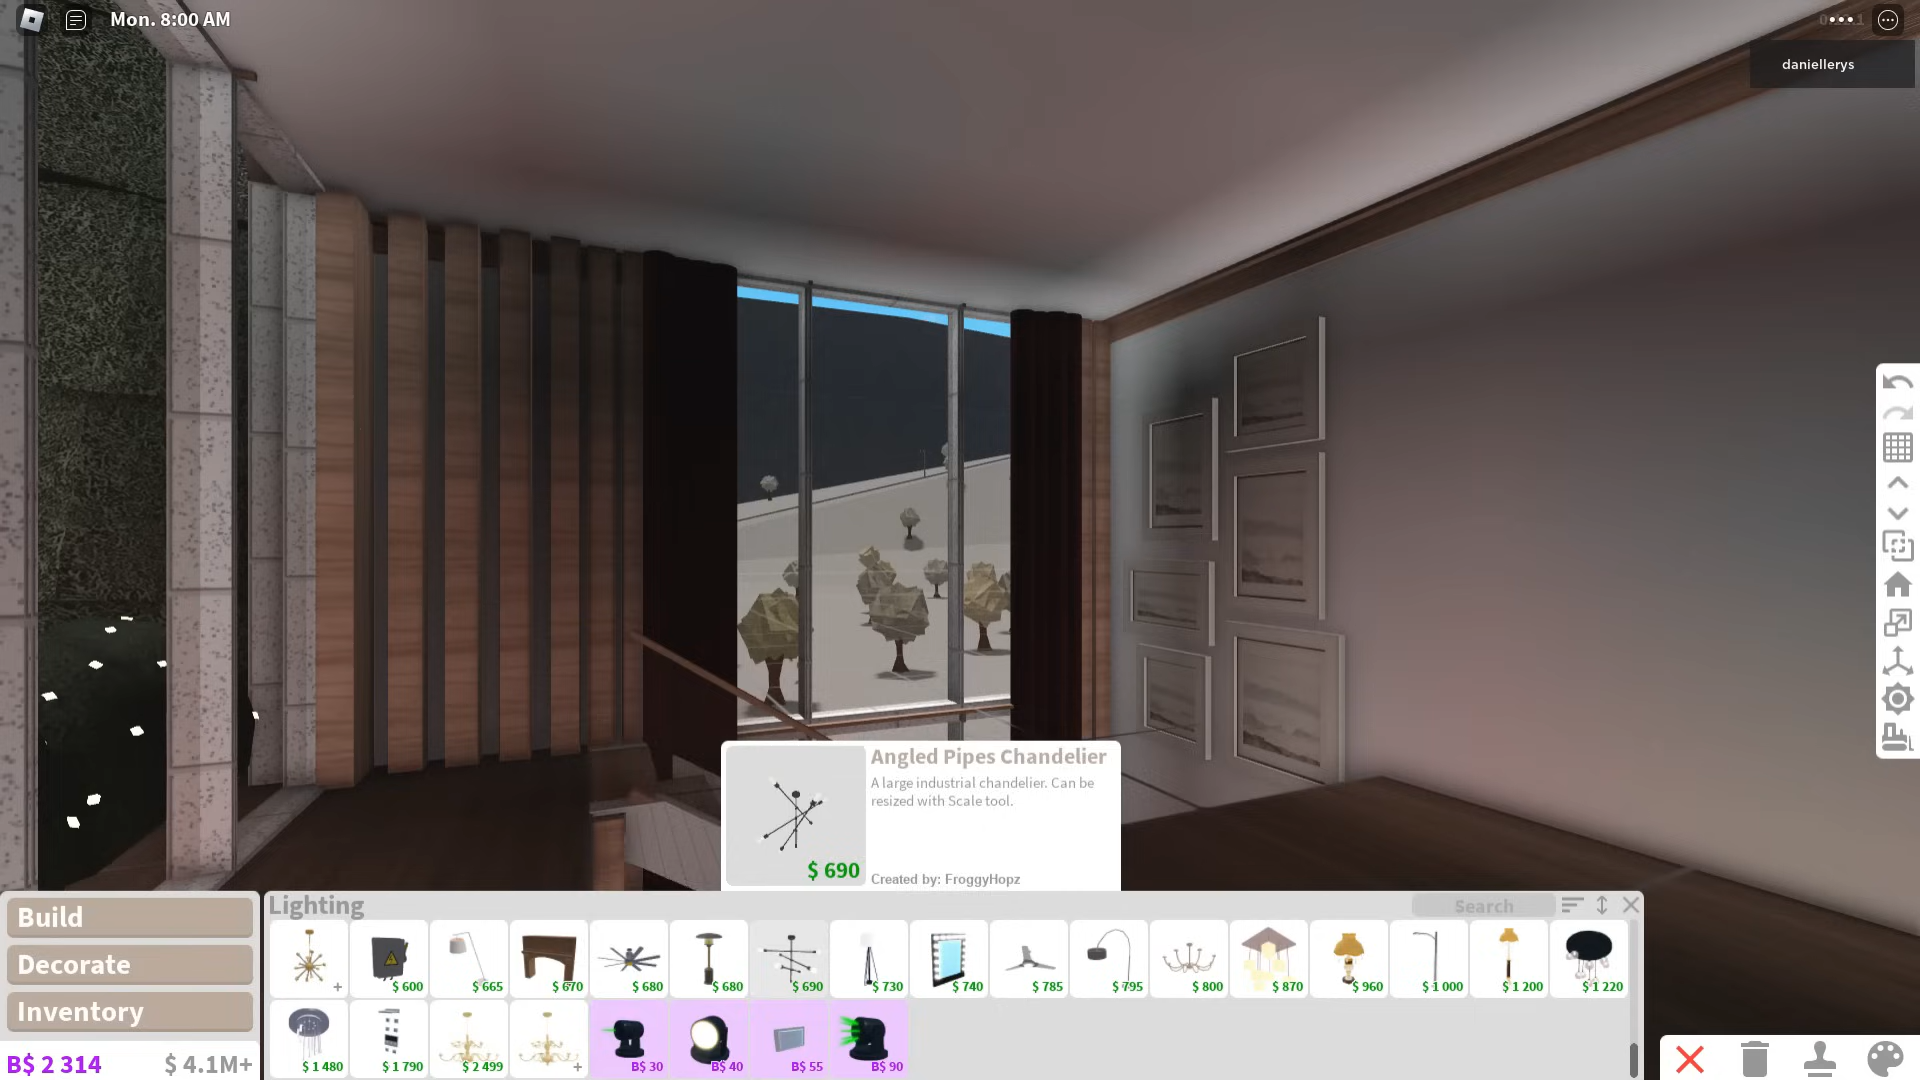 Mon. 8:00 AM
daniellerys
Angled Pipes Chandelier
A large industrial chandelier. Can be
resized with Scale tool.
$ 690
Created by: FroggyHopz
Build
Decorate
Inventory
B$ 2 314
$ 4.1M+
Lighting
Search
+
$ 600
$ 665
$ 670
$ 680
$ 680
$ 690
$ 730
$ 740
$ 785
$ 795
$ 800
$ 870
$ 960
$ 1 000
$ 1 200
$ 1 220
$ 1 480
$ 1 790
$ 2 499
+
B$ 30
B$ 40
B$ 55
B$ 90